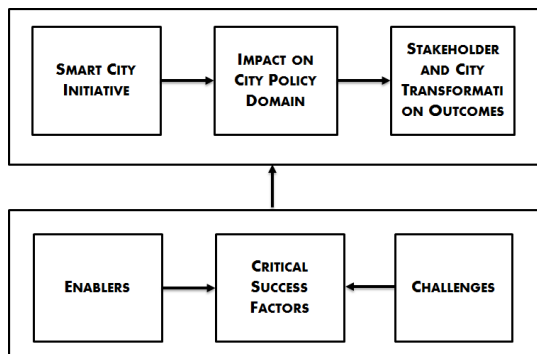 SMART CITY
INITIATIVE
IMPACT ON
CITY POLICY
DOMAIN
STAKEHOLDER
AND CITY
TRANSFORMATI
ON OUTCOMES
ENABLERS
CRITICAL
SUCCESS
FACTORS
CHALLENGES